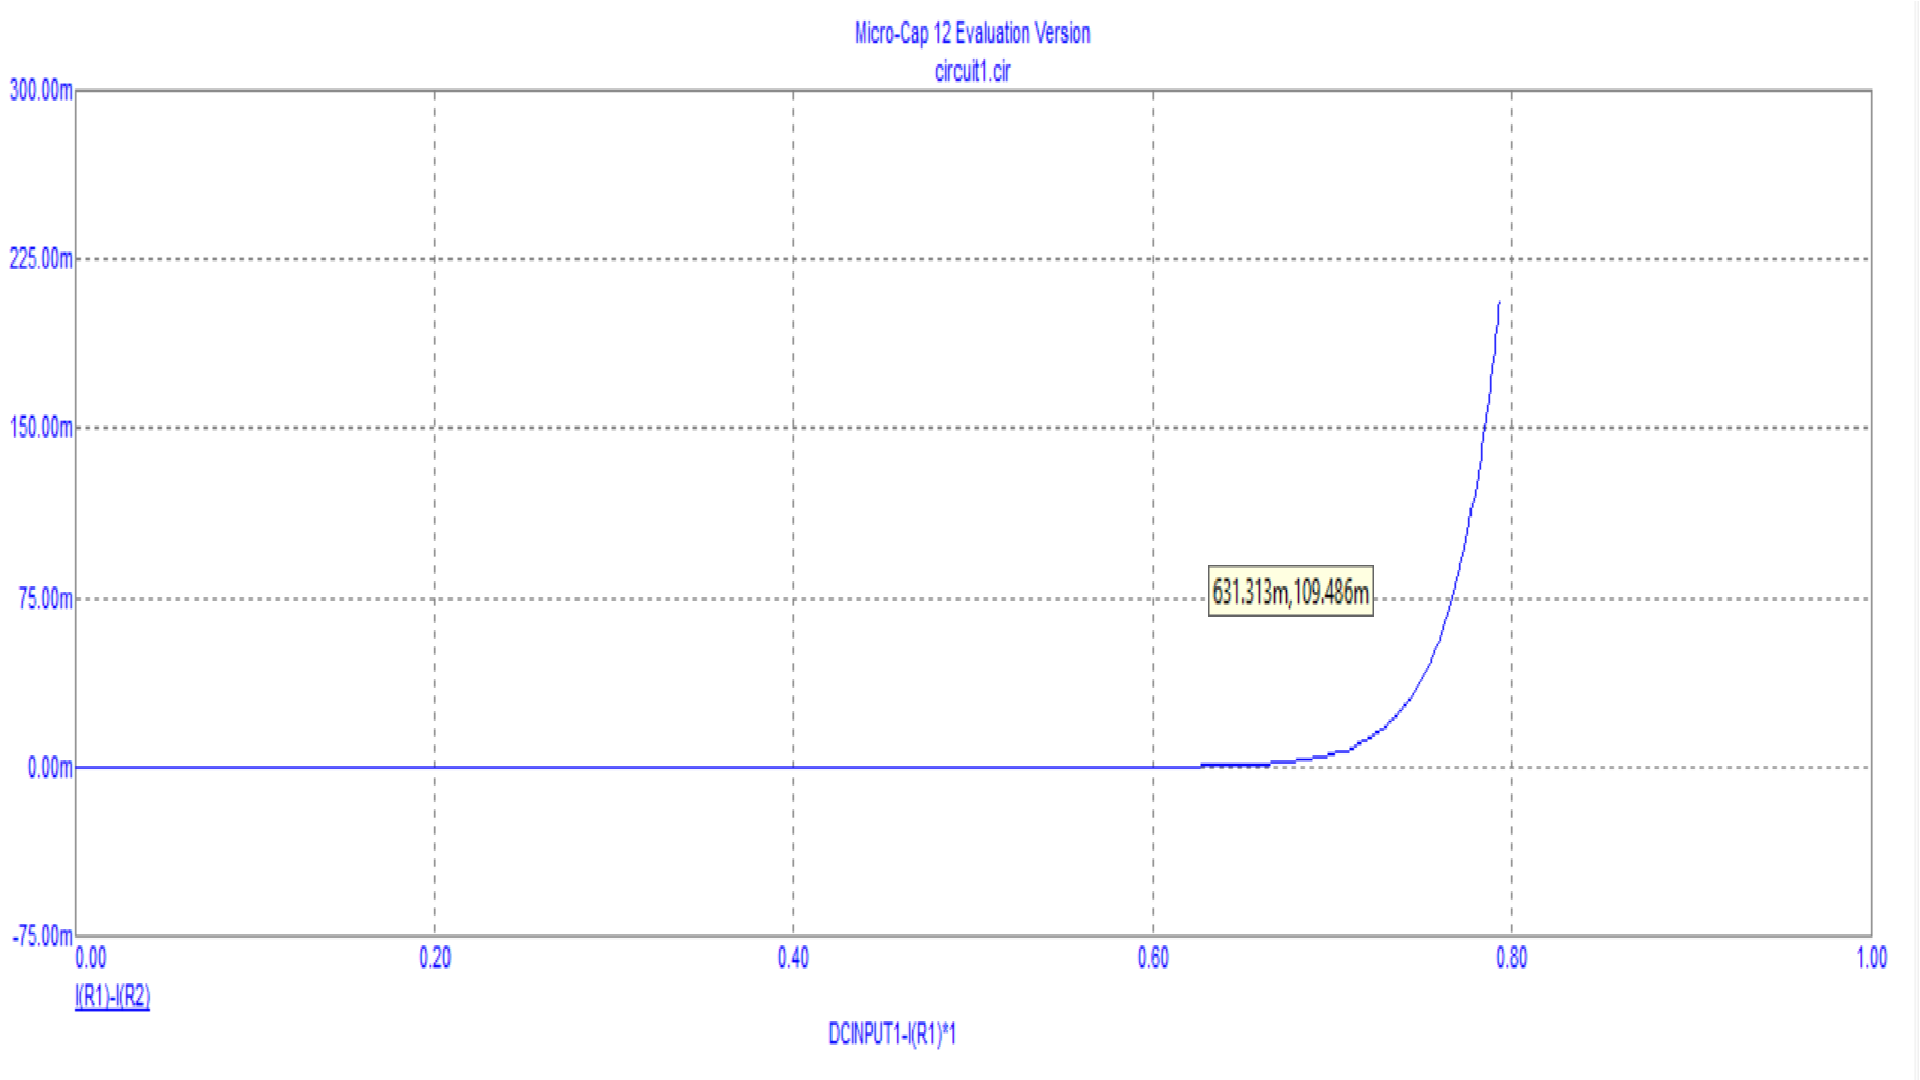 Micro-Cap 12 Evaluation Version
circuit1.cir
300.00m
225.00m
150.00m
75.00m
0.00m
-75.00m
631.313m,109.486m
0.00 0.20 0.40 0.60 0.80 1.00
I(R1)-I(R2)
DCINPUT1-I(R1)*1